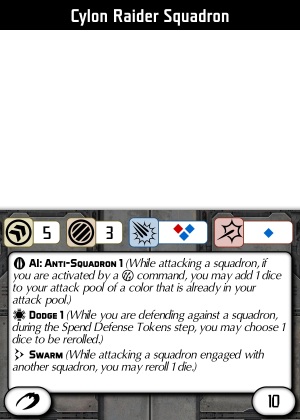 Cylon Raider Squadron
5 3
AI: ANTI-SQUADRON 1 (While attacking a squadron, if
you are activated by a command, you may add 1 dice
to your attack pool of a color that is already in your
attack pool.)
DODGE 1 (While you are defending against a squadron,
during the Spend Defense Tokens step, you may choose 1
dice to be rerolled.)
SWARM (While attacking a squadron engaged with
another squadron, you may reroll 1 die.)
10